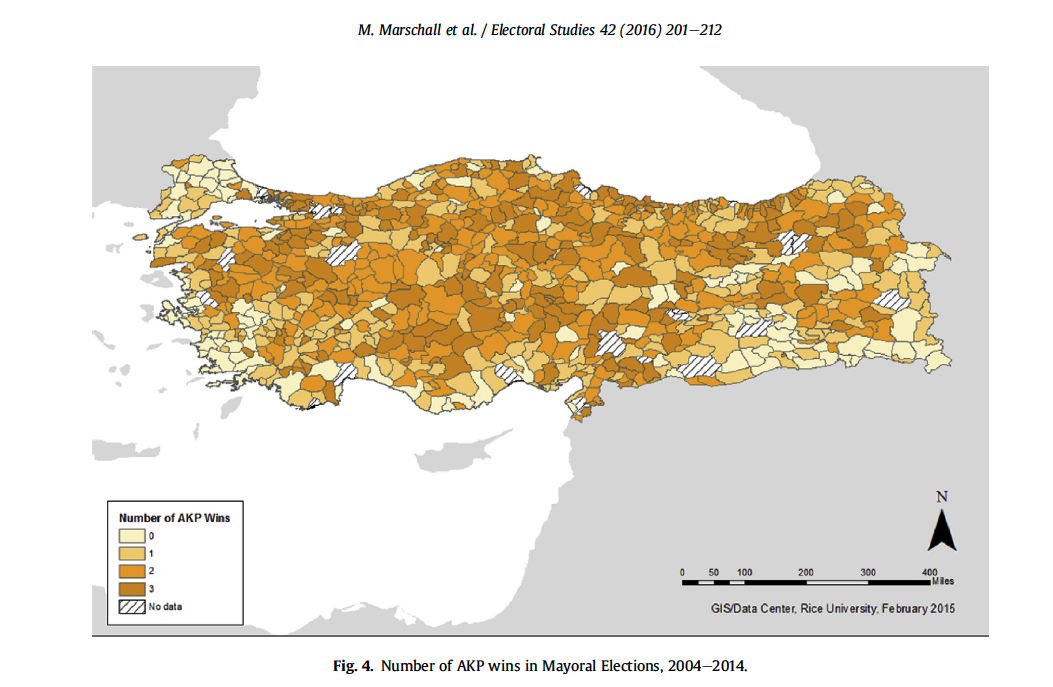 M. Marschall et al. / Electoral Studies 42 (2016) 201–212
N
Number of AKP Wins
0
1
2
3
No data
0 50 100 200 300 400
Miles
GIS/Data Center, Rice University, February 2015
Fig. 4. Number of AKP wins in Mayoral Elections, 2004–2014.